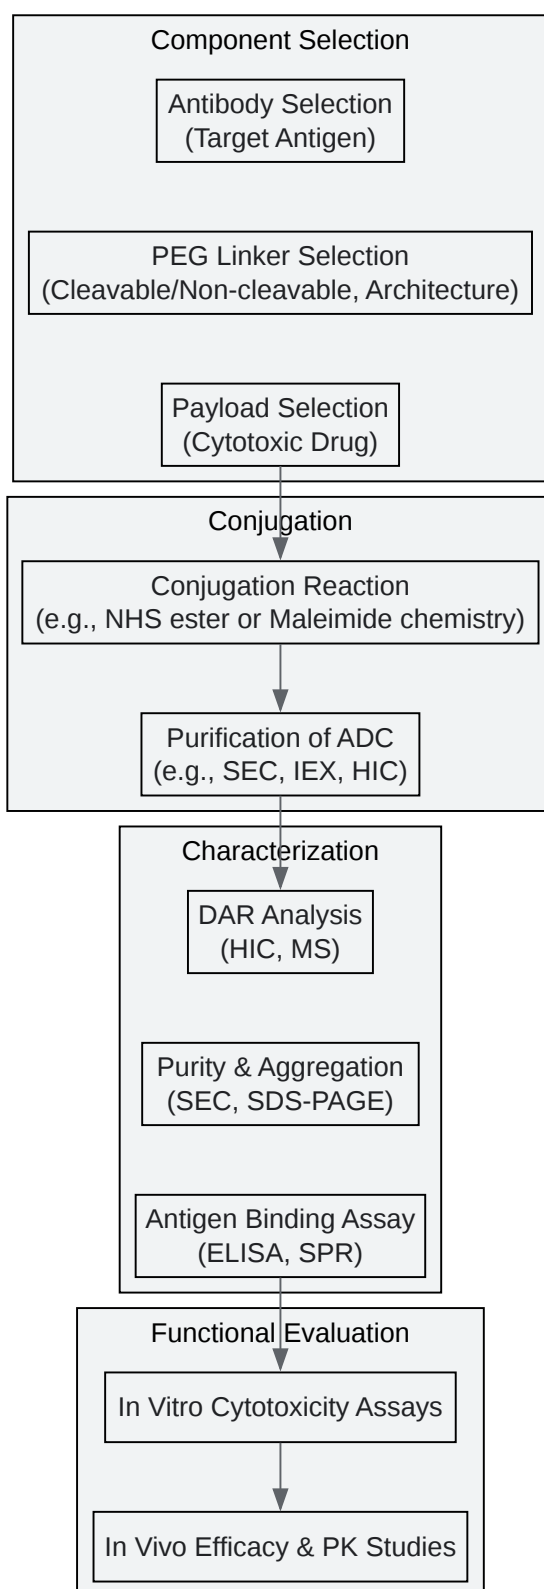 Component Selection
Antibody Selection
(Target Antigen)
PEG Linker Selection
(Cleavable/Non-cleavable, Architecture)
Payload Selection
(Cytotoxic Drug)
Conjugation
Conjugation Reaction
(e.g., NHS ester or Maleimide chemistry)
Purification of ADC
(e.g., SEC, IEX, HIC)
Characterization
DAR Analysis
(HIC, MS)
Purity & Aggregation
(SEC, SDS-PAGE)
Antigen Binding Assay
(ELISA, SPR)
Functional Evaluation
In Vitro Cytotoxicity Assays
In Vivo Efficacy & PK Studies